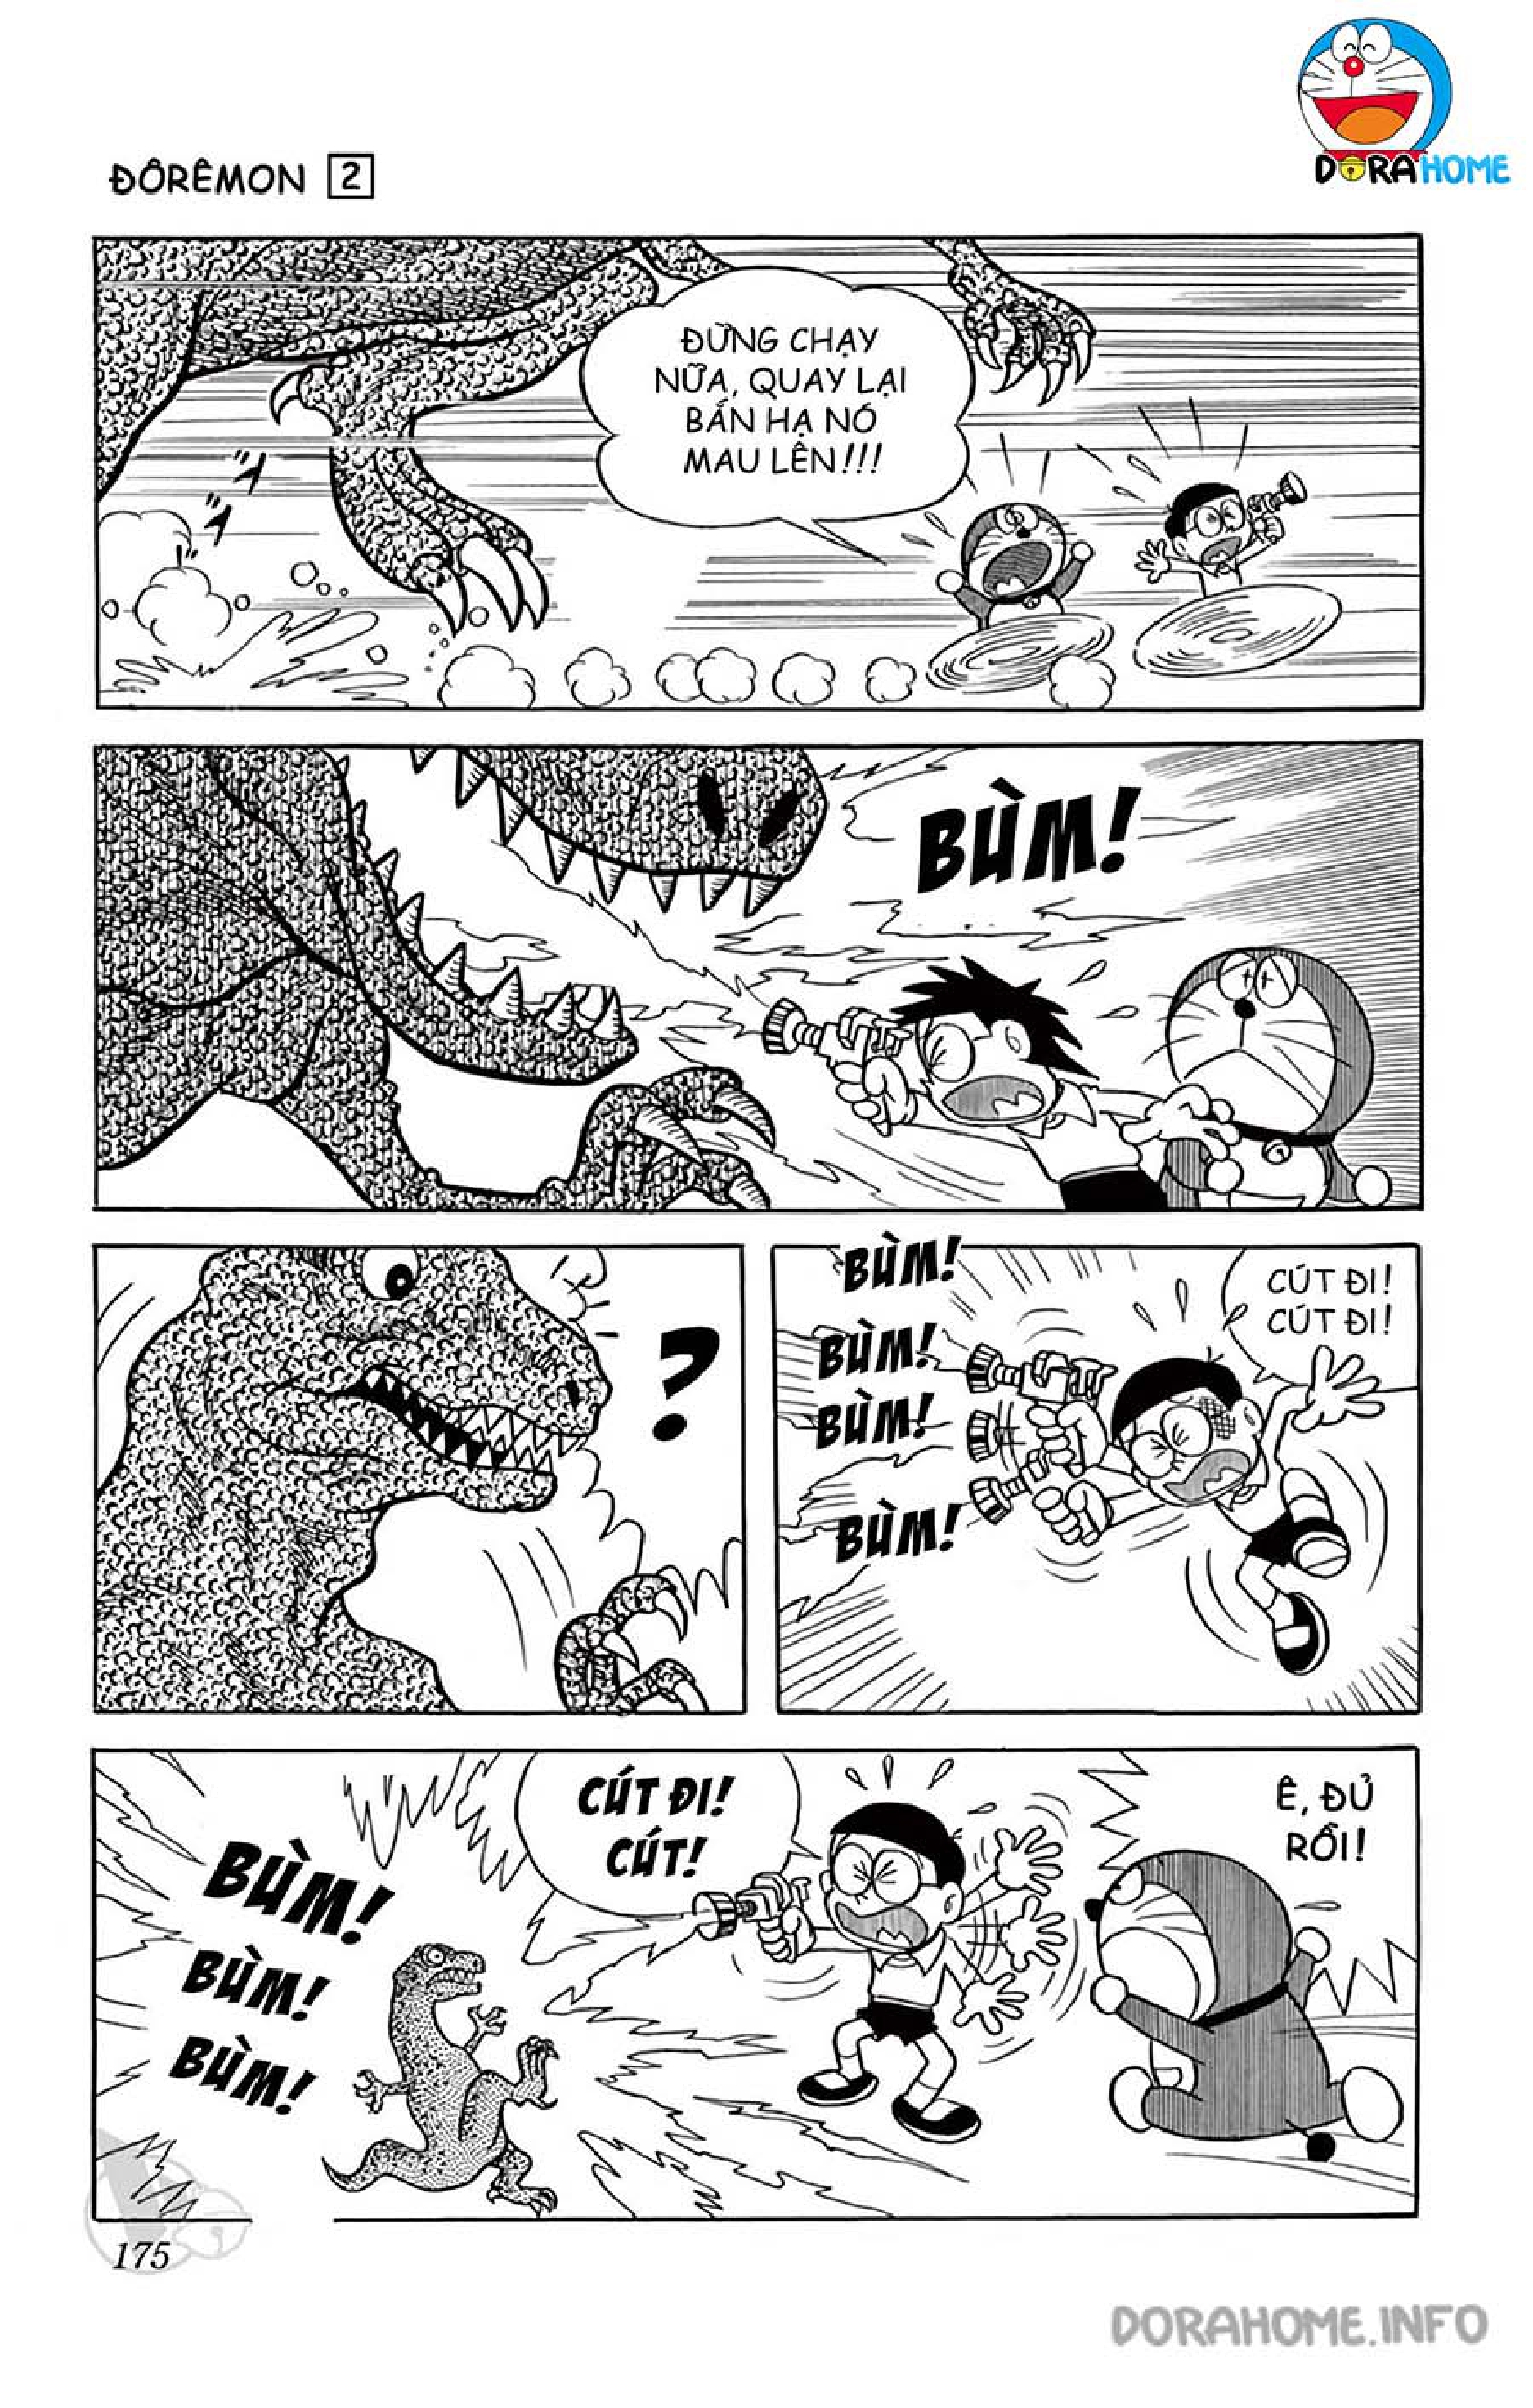 DORAHOME
ĐÔRÊMON 2
ĐỪNG CHẠY
NỮA, QUAY LẠI
BẮN HẠ NÓ
MAU LÊN!!!
BÙM!
?
BÙM!
BÙM!
BÙM!
BÙM!
CÚT ĐI!
CÚT ĐI!
BÙM!
BÙM!
BÙM!
CÚT ĐI!
CÚT!
Ê, ĐỦ
RỒI!
175
DORAHOME.INFO